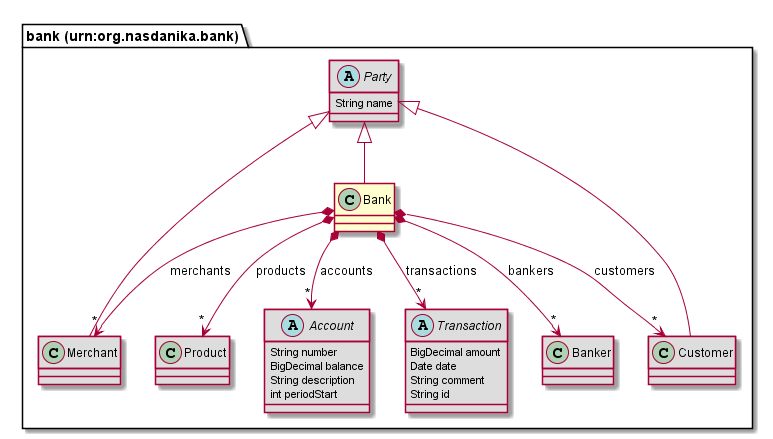 bank (urn:org.nasdanika.bank)
A Party
String name
C Bank
merchants
products
accounts
transactions
bankers
customers
*
*
*
*
*
*
C Merchant
C Product
A Account
String number
BigDecimal balance
String description
int periodStart
A Transaction
BigDecimal amount
Date date
String comment
String id
C Banker
C Customer